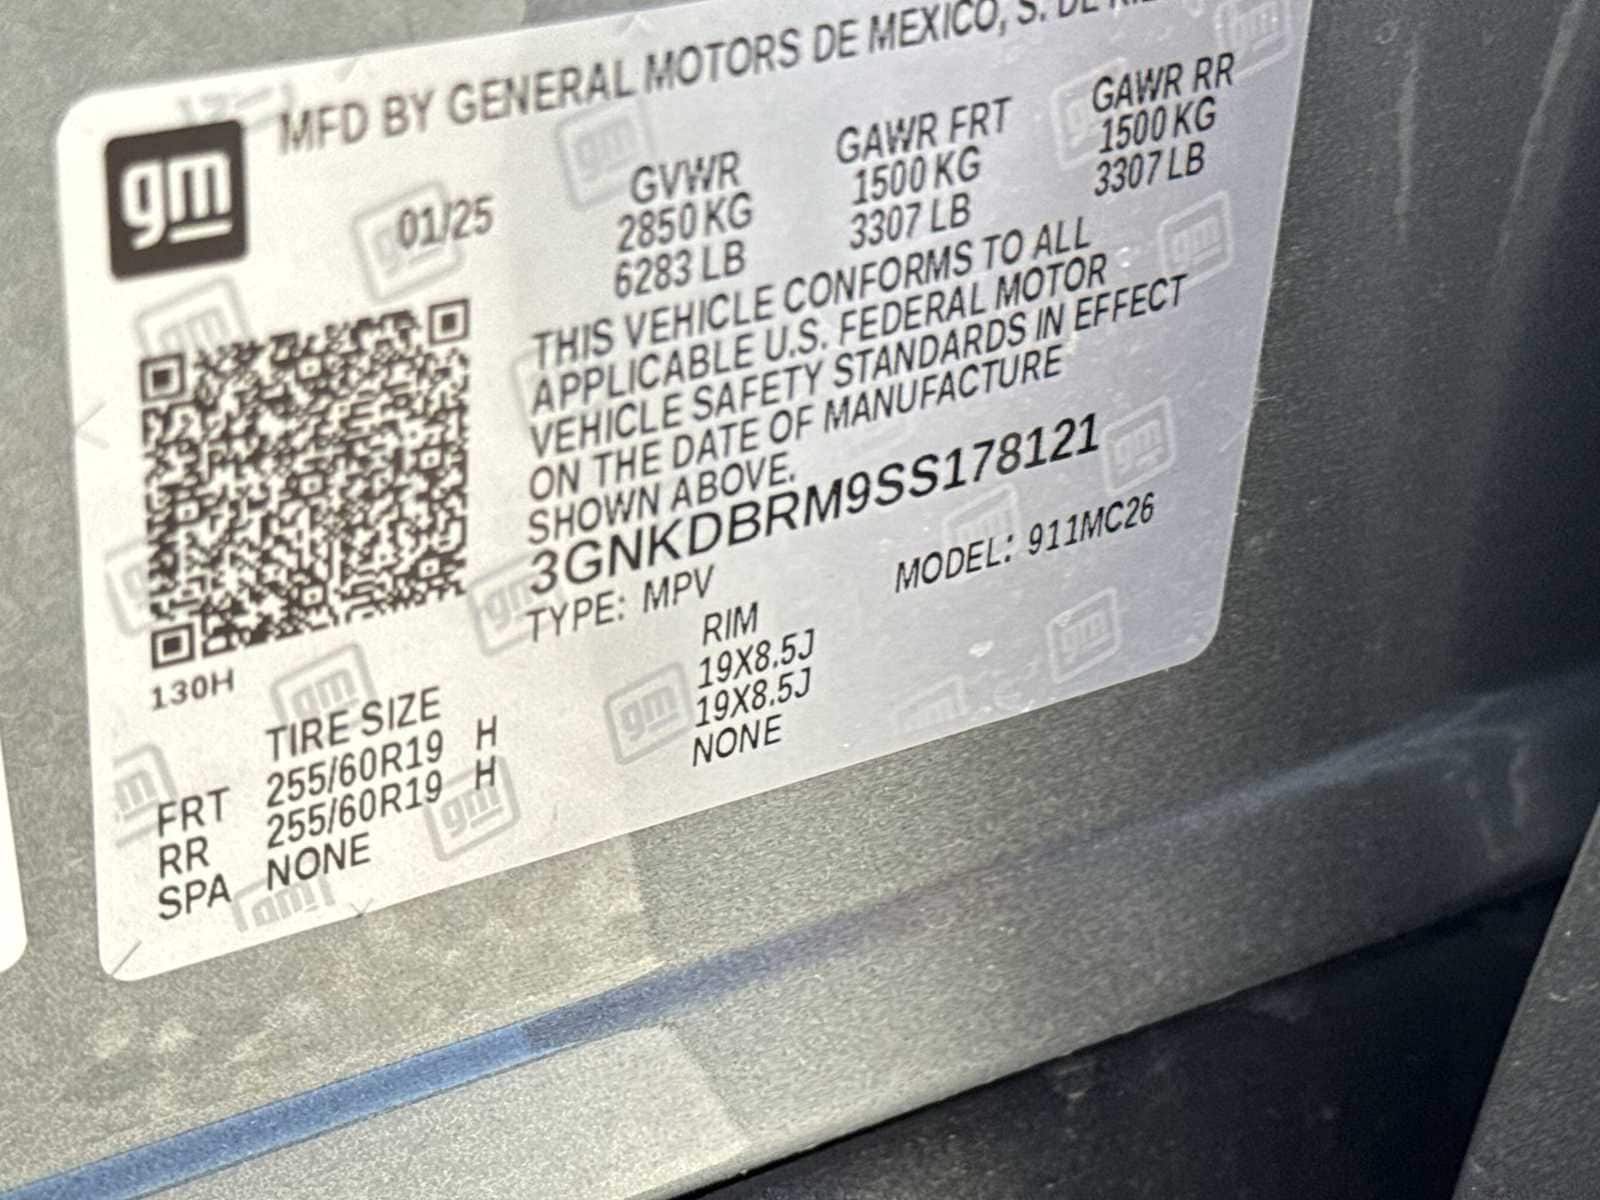 MFD BY GENERAL MOTORS DE MEXICO, S. DE
gm
01/25
GVWR GAWR FRT GAWR RR
2850 KG 1500 KG 1500 KG
6283 LB 3307 LB 3307 LB
THIS VEHICLE CONFORMS TO ALL
APPLICABLE U.S. FEDERAL MOTOR
VEHICLE SAFETY STANDARDS IN EFFECT
ON THE DATE OF MANUFACTURE
SHOWN ABOVE.
3GNKDBRM9SS178121
TYPE: MPV MODEL: 911MC26
130H
TIRE SIZE RIM
FRT 255/60R19 H 19X8.5J
RR 255/60R19 H 19X8.5J
SPA NONE NONE